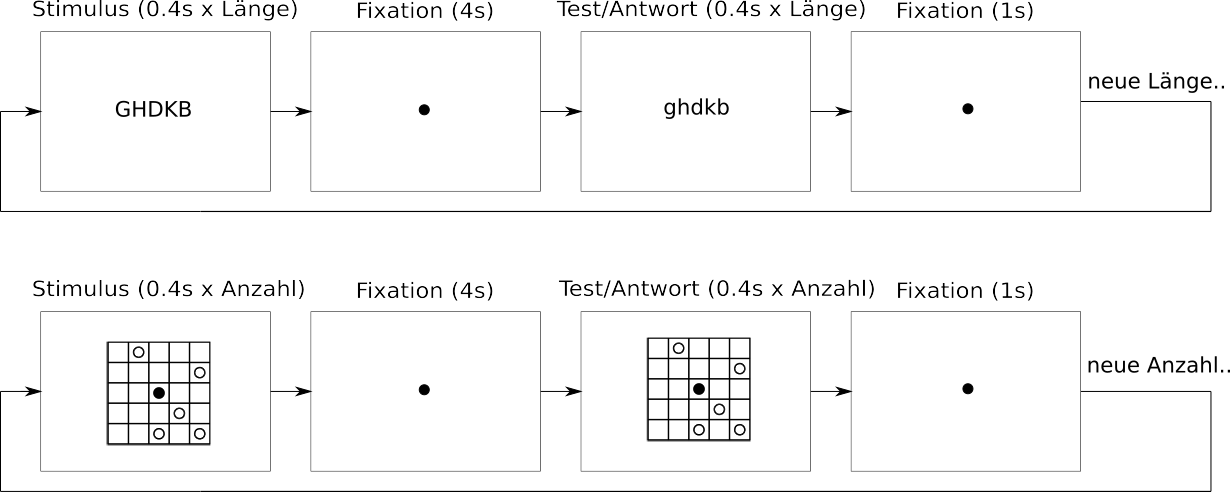 Stimulus (0.4s x Länge)
Fixation (4s)
Test/Antwort (0.4s x Länge)
Fixation (1s)
GHDKB
ghdkb
neue Länge..
Stimulus (0.4s x Anzahl)
Fixation (4s)
Test/Antwort (0.4s x Anzahl)
Fixation (1s)
neue Anzahl..